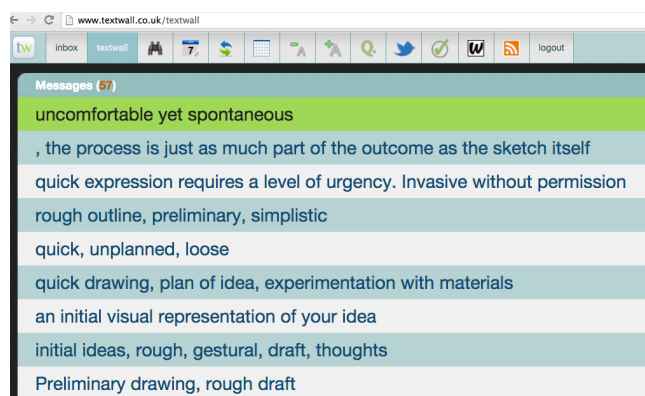 www.textwall.co.uk/textwall
tw inbox textwall 7 Q. W logout
Messages (57)
uncomfortable yet spontaneous
, the process is just as much part of the outcome as the sketch itself
quick expression requires a level of urgency. Invasive without permission
rough outline, preliminary, simplistic
quick, unplanned, loose
quick drawing, plan of idea, experimentation with materials
an initial visual representation of your idea
initial ideas, rough, gestural, draft, thoughts
Preliminary drawing, rough draft